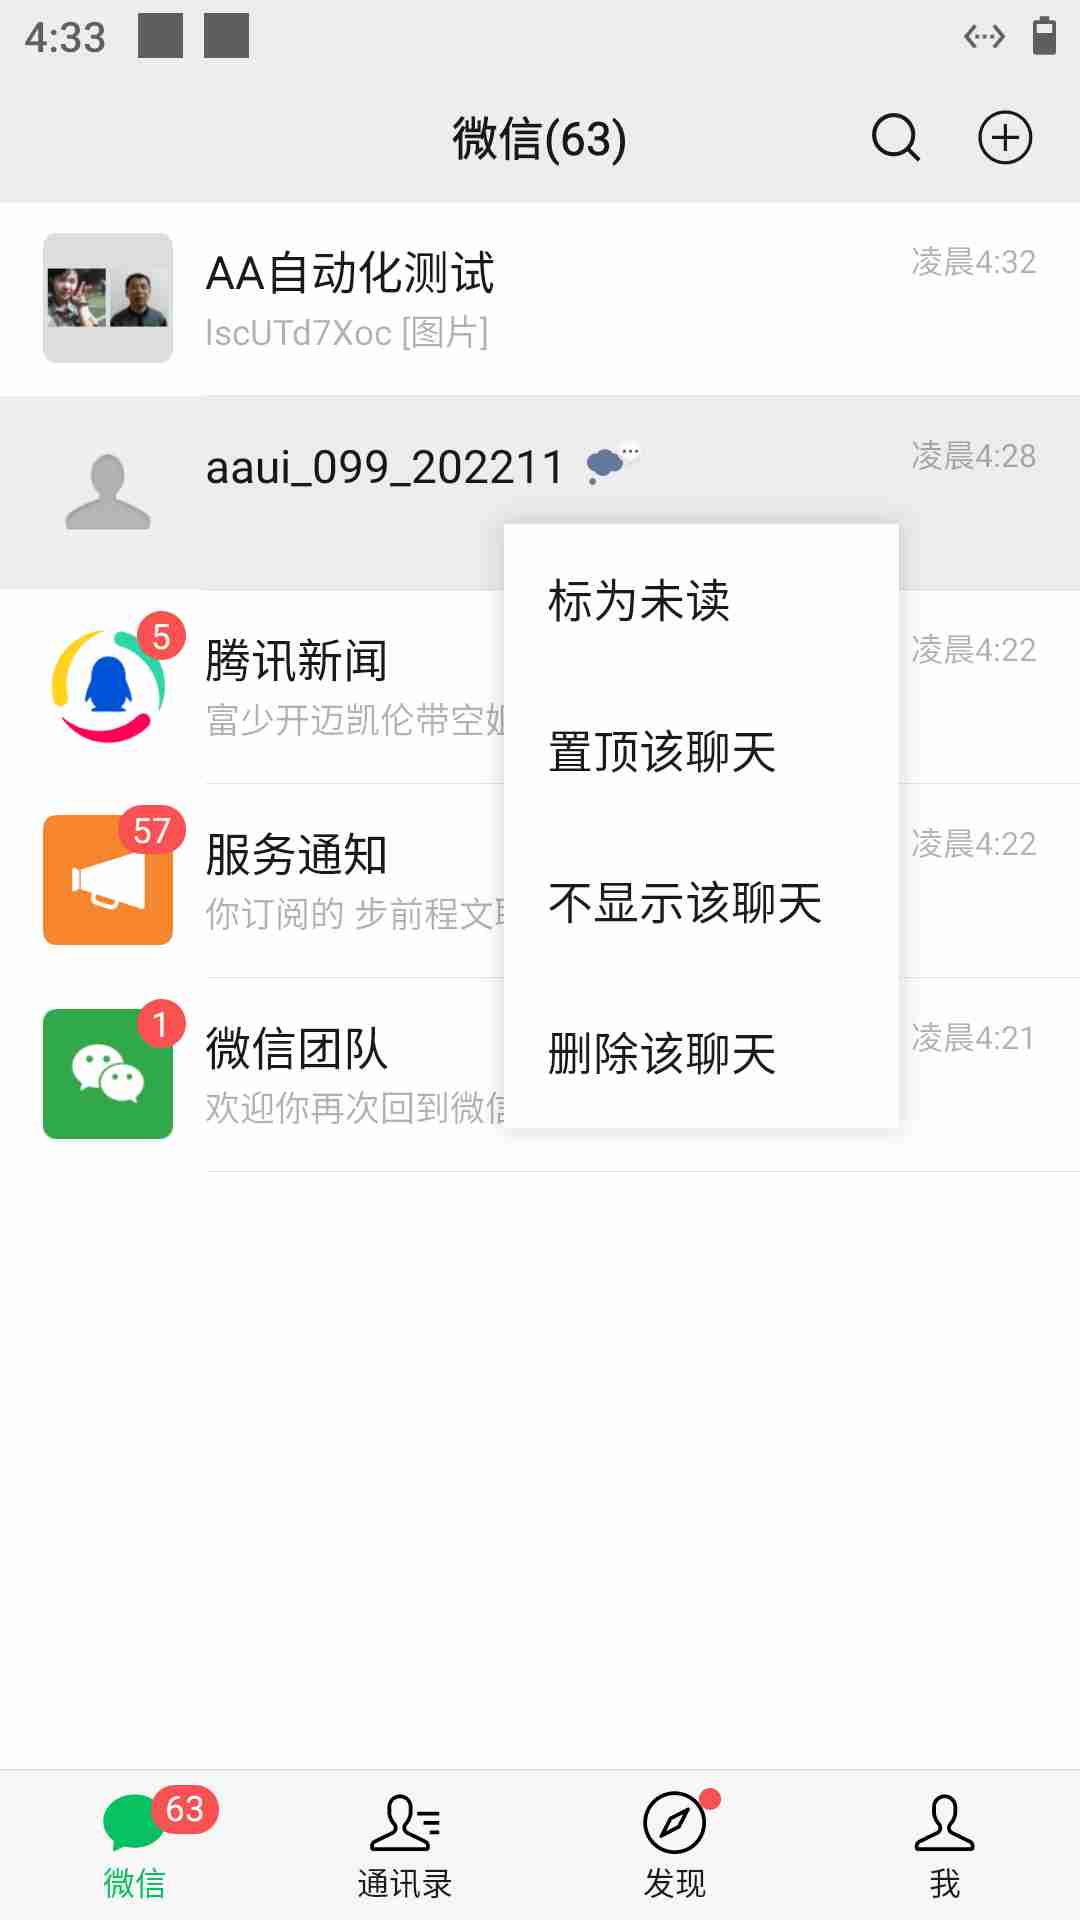 4:33
微信(63)
AA自动化测试
凌晨4:32
lscUTd7Xoc [图片]
aaui_099_202211
凌晨4:28
标为未读
5
腾讯新闻
凌晨4:22
富少开迈凯伦带空姐
置顶该聊天
57
服务通知
凌晨4:22
你订阅的 步前程文
不显示该聊天
1
微信团队
凌晨4:21
欢迎你再次回到微信
删除该聊天
63
微信
通讯录
发现
我